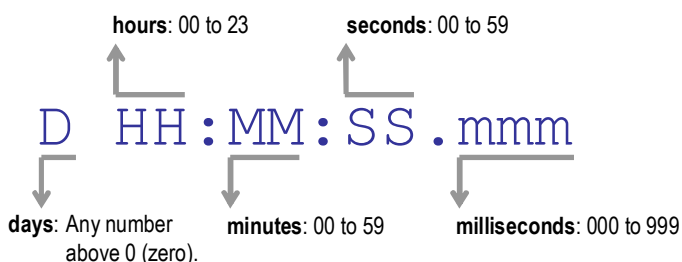 hours: 00 to 23 seconds: 00 to 59
D HH:MM:SS.mmm
days: Any number minutes: 00 to 59 milliseconds: 000 to 999
above 0 (zero).